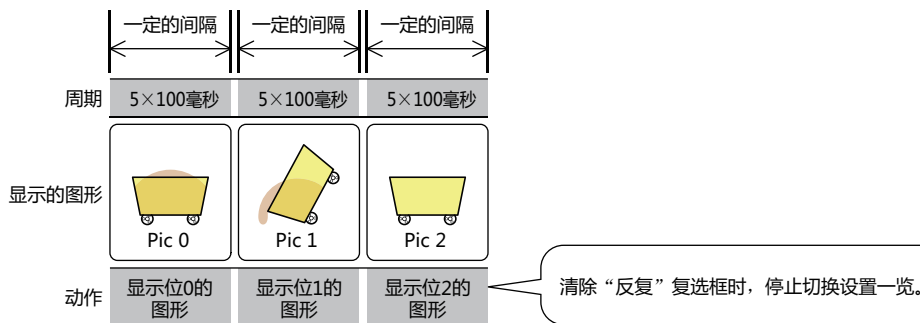 一定的间隔 一定的间隔 一定的间隔
周期 5×100毫秒 5×100毫秒 5×100毫秒
显示的图形
Pic 0 Pic 1 Pic 2
动作 显示位0的 显示位1的 显示位2的
图形 图形 图形
清除“反复”复选框时，停止切换设置一览。